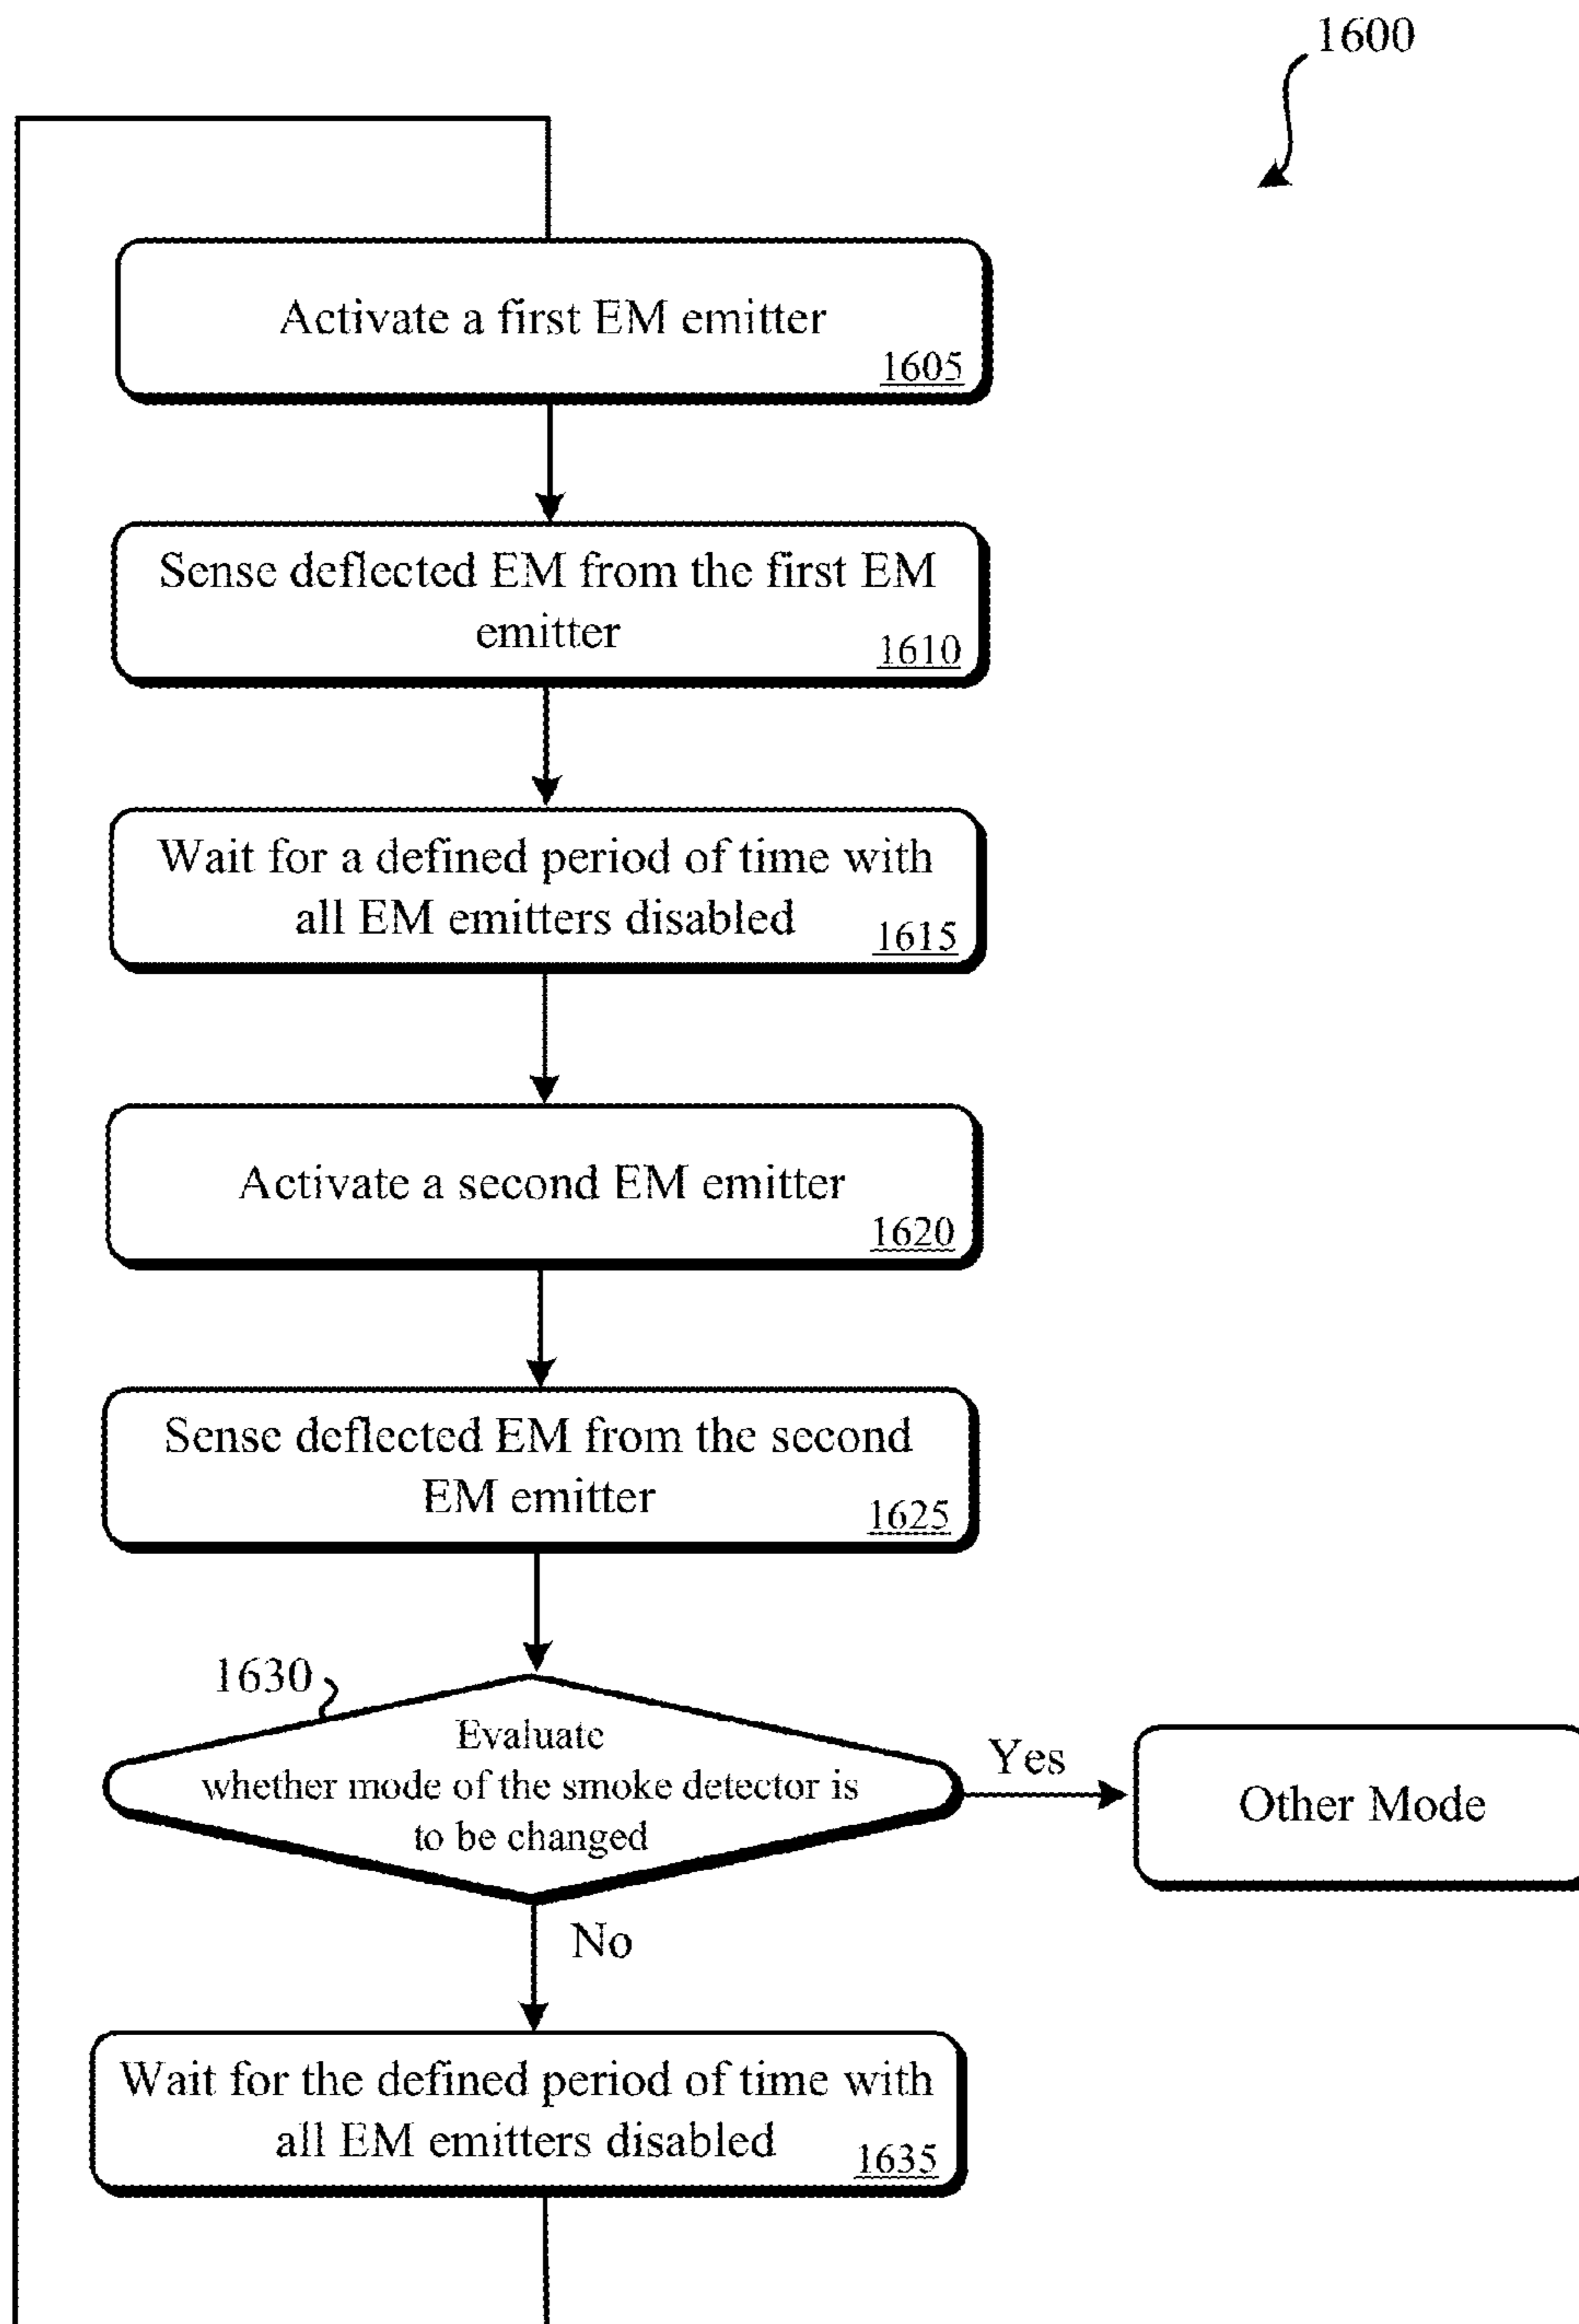 1600
Activate a first EM emitter
1605
Sense deflected EM from the first EM
emitter
1610
Wait for a defined period of time with
all EM emitters disabled
1615
Activate a second EM emitter
1620
Sense deflected EM from the second
EM emitter
1625
1630
Evaluate
whether mode of the smoke detector is
to be changed
Yes
Other Mode
No
Wait for the defined period of time with
all EM emitters disabled
1635